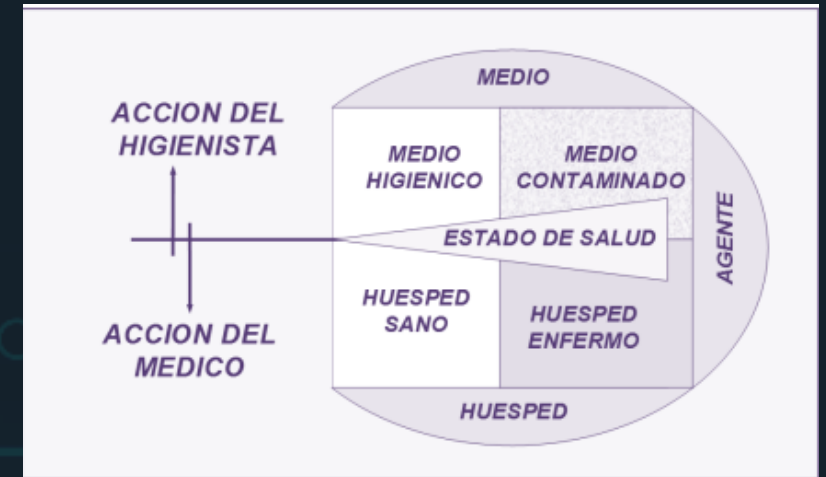 MEDIO
ACCION DEL
HIGIENISTA
MEDIO
HIGIENICO
MEDIO
CONTAMINADO
AGENTE
ESTADO DE SALUD
HUESPED
SANO
HUESPED
ENFERMO
ACCION DEL
MEDICO
HUESPED